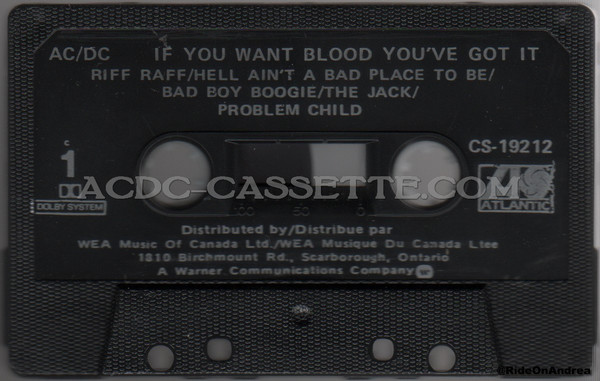 AC/DC IF YOU WANT BLOOD YOU'VE GOT IT
RIFF RAFF/HELL AIN'T A BAD PLACE TO BE/
BAD BOY BOOGIE/THE JACK/
PROBLEM CHILD
c
1
CS-19212
DOLBY SYSTEM
ACDC-CASSETTE.COM
100 50 0
ATLANTIC
Distributed by/Distribue par
WEA Music Of Canada Ltd./WEA Musique Du Canada Ltee
1810 Birchmount Rd., Scarborough, Ontario
A Warner Communications Company
@RideOnAndrea